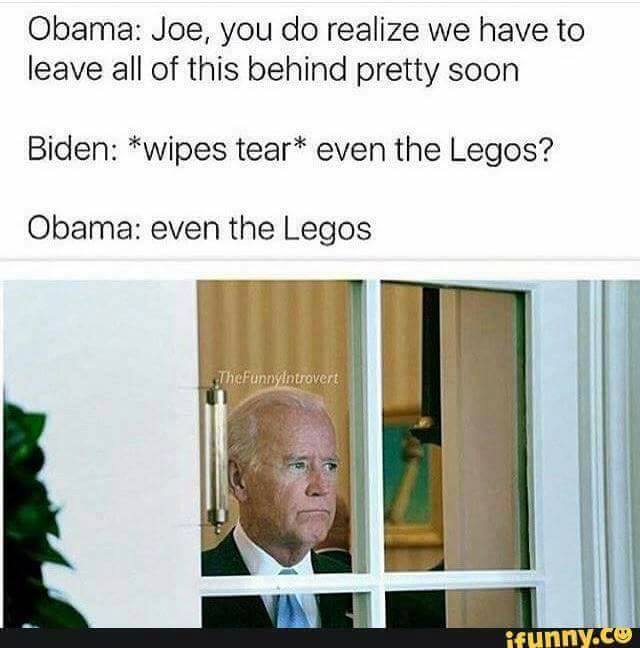 Obama: Joe, you do realize we have to
leave all of this behind pretty soon
Biden: *wipes tear* even the Legos?
Obama: even the Legos
TheFunnyIntrovert
ifunny.co